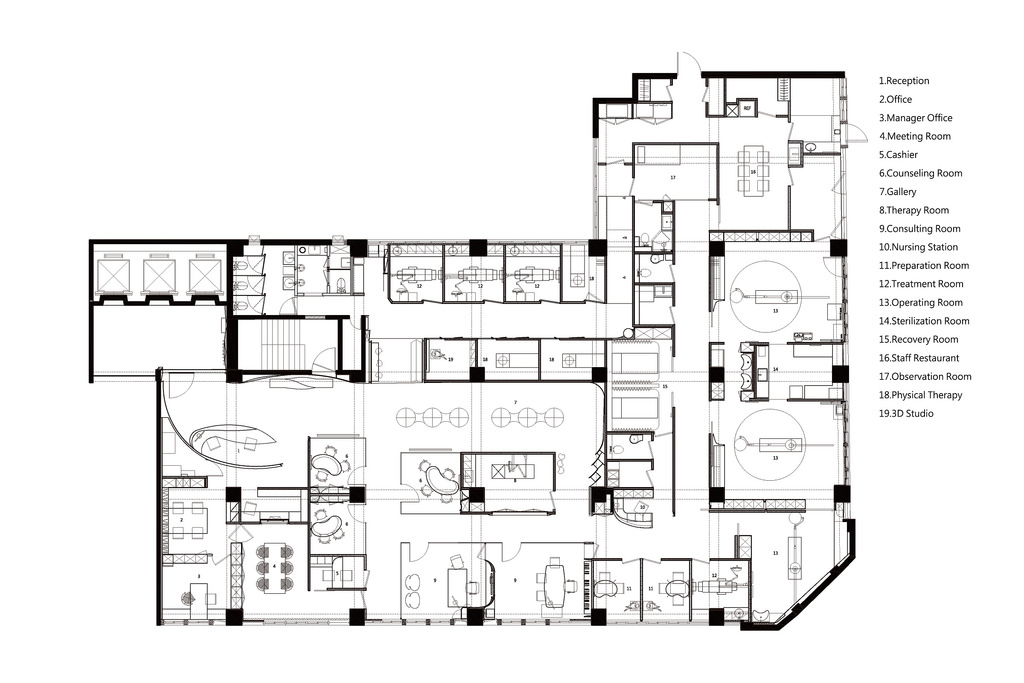 1.Reception
2.Office
3.Manager Office
4.Meeting Room
5.Cashier
6.Counseling Room
7.Gallery
8.Therapy Room
9.Consulting Room
10.Nursing Station
11.Preparation Room
12.Treatment Room
13.Operating Room
14.Sterilization Room
15.Recovery Room
16.Staff Restaurant
17.Observation Room
18.Physical Therapy
19.3D Studio
REF
17
16
12
12
12
18
13
19
18
18
14
15
7
1
6
13
6
8
10
2
6
13
4
5
3
9
9
11
11
12